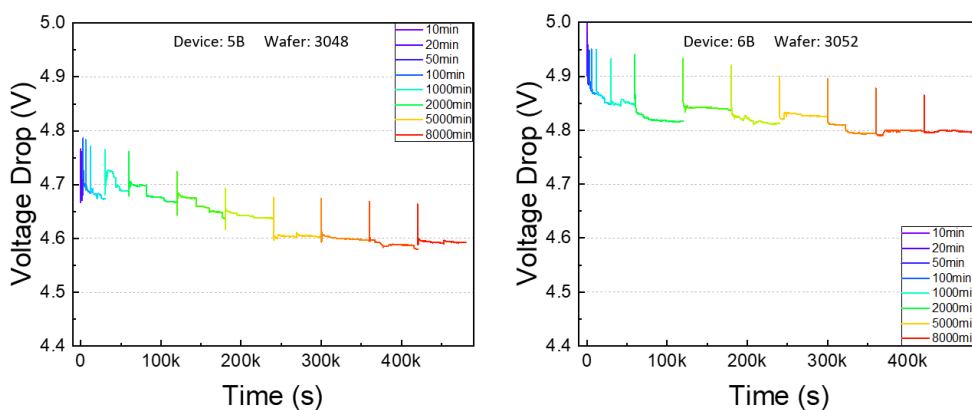 Voltage Drop (V)
5.0
4.9
4.8
4.7
4.6
4.5
4.4
Device: 5B Wafer: 3048
10min
20min
50min
100min
1000min
2000min
5000min
8000min
0 100k 200k 300k 400k
Time (s)
Voltage Drop (V)
5.0
4.9
4.8
4.7
4.6
4.5
4.4
Device: 6B Wafer: 3052
10min
20min
50min
100min
1000mi
2000mi
5000mi
8000mi
0 100k 200k 300k 400k
Time (s)